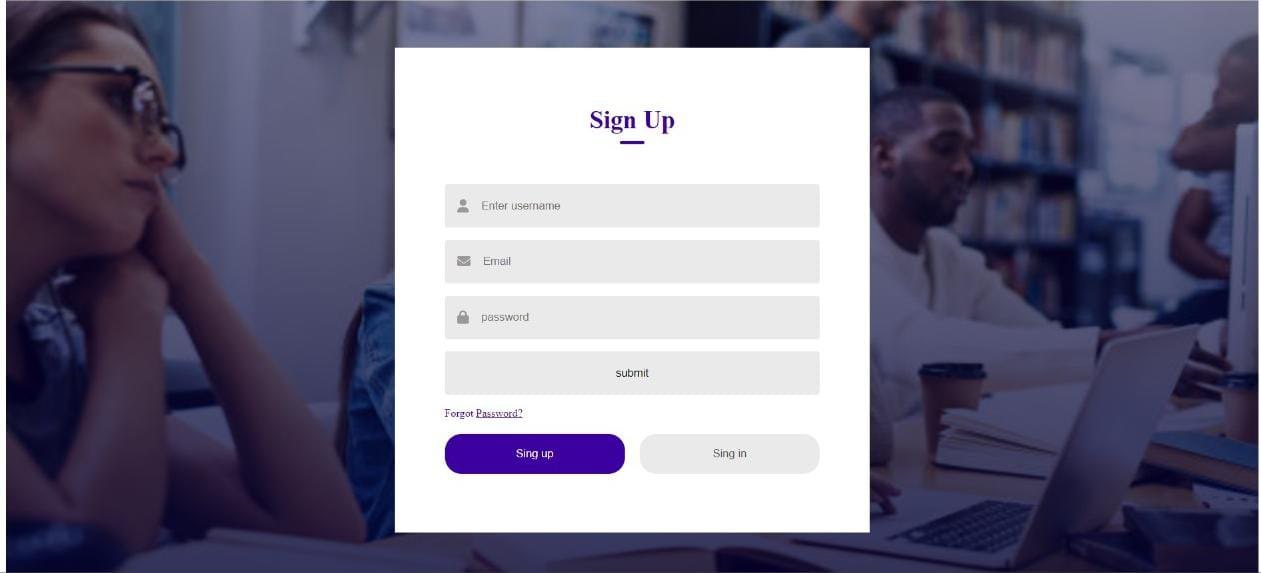 Sign Up
Enter username
Email
password
submit
Forgot Password?
Sing up
Sing in